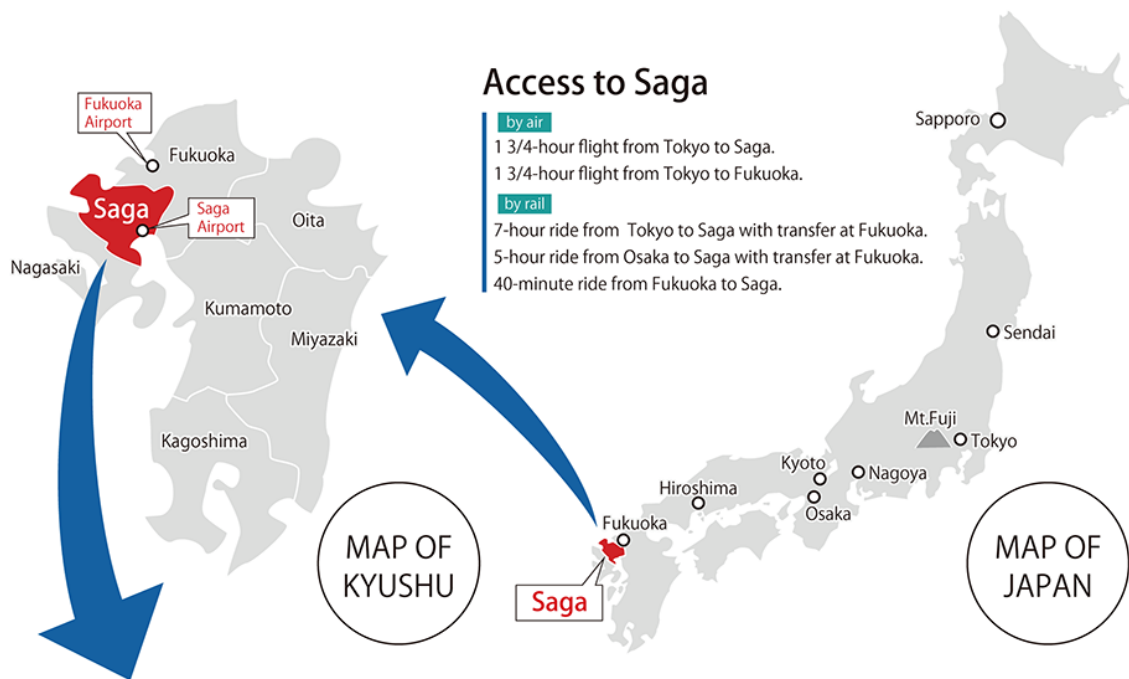 Access to Saga
by air
1 3/4-hour flight from Tokyo to Saga.
1 3/4-hour flight from Tokyo to Fukuoka.
by rail
7-hour ride from Tokyo to Saga with transfer at Fukuoka.
5-hour ride from Osaka to Saga with transfer at Fukuoka.
40-minute ride from Fukuoka to Saga.
Fukuoka
Airport
Fukuoka
Saga
Saga
Airport
Oita
Nagasaki
Kumamoto
Miyazaki
Kagoshima
MAP OF
KYUSHU
Sapporo
Sendai
Mt.Fuji
Tokyo
Kyoto
Nagoya
Hiroshima
Osaka
Fukuoka
Saga
MAP OF
JAPAN